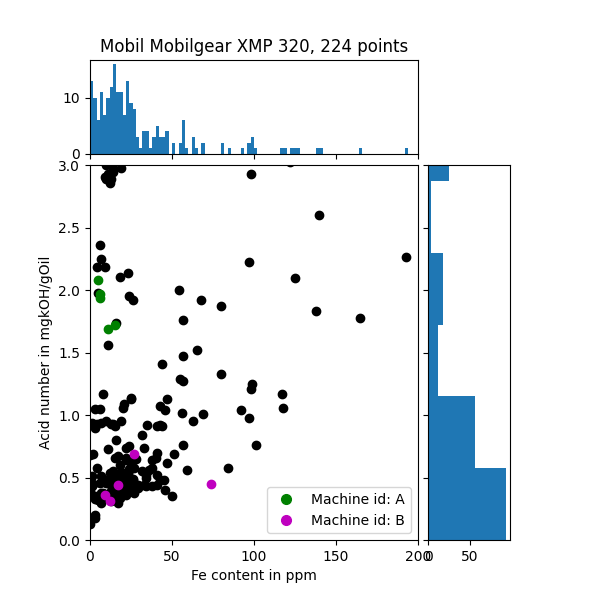 Mobil Mobilgear XMP 320, 224 points
10
0
3.0
2.5
2.0
1.5
1.0
0.5
0.0
Acid number in mgkOH/gOil
Machine id: A
Machine id: B
0 50 100 150 200
0 50
Fe content in ppm